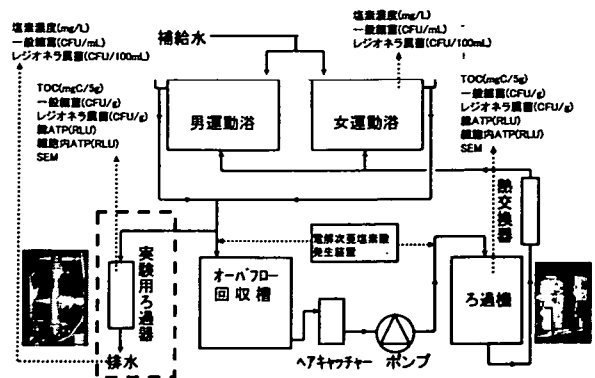 塩素濃度(mg/L)
一般細菌(CFU/mL)
レジオネラ属菌(CFU/100mL)
補給水
塩素濃度(mg/L)
一般細菌(CFU/mL)
レジオネラ属菌(CFU/100mL)
TOC(mgC/5g)
一般細菌(CFU/g)
レジオネラ属菌(CFU/g)
総ATP(RLU)
細胞内ATP(RLU)
SEM
TOC(mgC/5g)
一般細菌(CFU/g)
レジオネラ属菌(CFU/g)
総ATP(RLU)
細胞内ATP(RLU)
SEM
男運動浴
女運動浴
熱交換器
実験用ろ過器
電解次亜塩素酸
発生装置
オーバフロー
回収槽
ろ過機
ヘアキャッチャー
ポンプ
排水